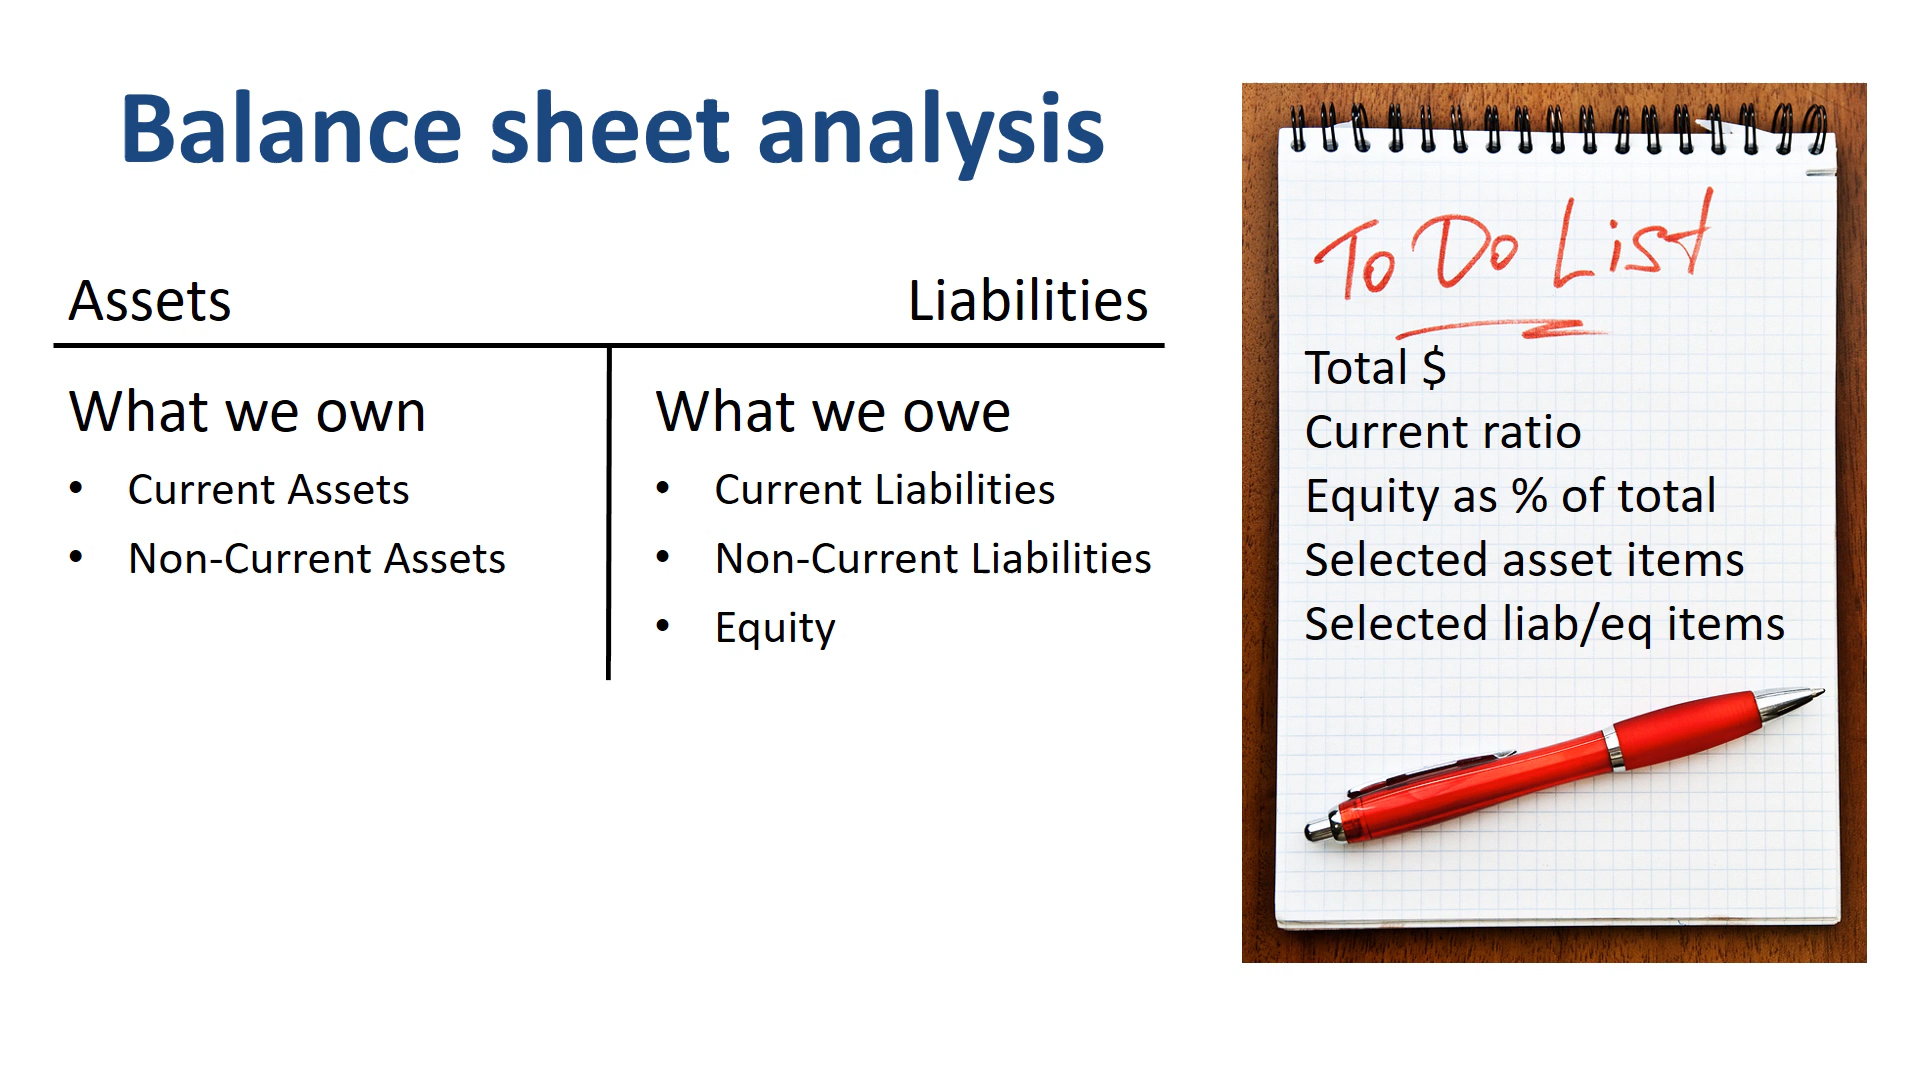 Balance sheet analysis
Assets
Liabilities
What we own
• Current Assets
• Non-Current Assets
What we owe
• Current Liabilities
• Non-Current Liabilities
• Equity
To Do List
Total $
Current ratio
Equity as % of total
Selected asset items
Selected liab/eq items